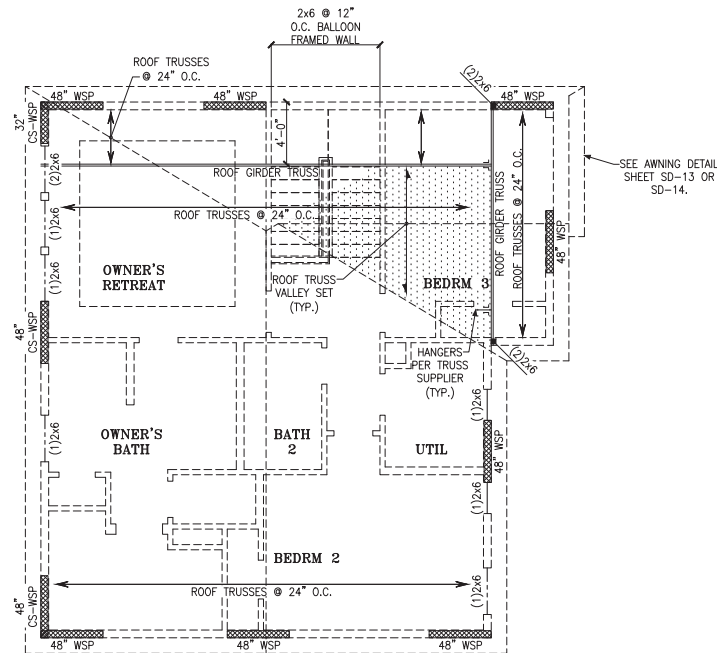 2x6 @ 12"
O.C. BALLOON
FRAMED WALL
ROOF TRUSSES
@ 24" O.C.
(2)2x6
48" WSP
48" WSP
48" WSP
32"
CS-WSP
4'-0"
(2)2x6
ROOF GIRDER TRUSS
ROOF TRUSSES @ 24" O.C.
(1)2x6
(1)2x6
OWNER'S
RETREAT
ROOF TRUSS
VALLEY SET
(TYP.)
BEDRM 3
ROOF GIRDER TRUSS
ROOF TRUSSES @ 24" O.C.
48" WSP
SEE AWNING DETAIL
SHEET SD-13 OR
SD-14.
48"
CS-WSP
HANGERS
PER TRUSS
SUPPLIER
(TYP.)
(2)2x6
(1)2x6
(1)2x6
OWNER'S
BATH
BATH
2
UTIL
48" WSP
(1)2x6
BEDRM 2
ROOF TRUSSES @ 24" O.C.
(1)2x6
48"
CS-WSP
48" WSP
48" WSP
48" WSP